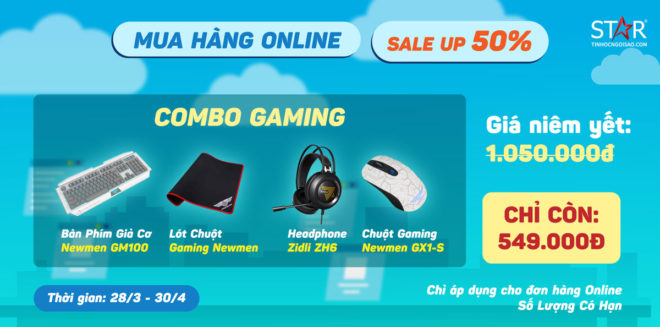 MUA HÀNG ONLINE
SALE UP 50%
STAR
TINHOCNGOISAO.COM
COMBO GAMING
Giá niêm yết:
1.050.000đ
Bàn Phím Giả Cơ
Newmen GM100
Lót Chuột
Gaming Newmen
Headphone
Zidli ZH6
Chuột Gaming
Newmen GX1-S
CHỈ CÒN:
549.000Đ
Thời gian: 28/3 - 30/4
Chỉ áp dụng cho đơn hàng Online
Số Lượng Có Hạn